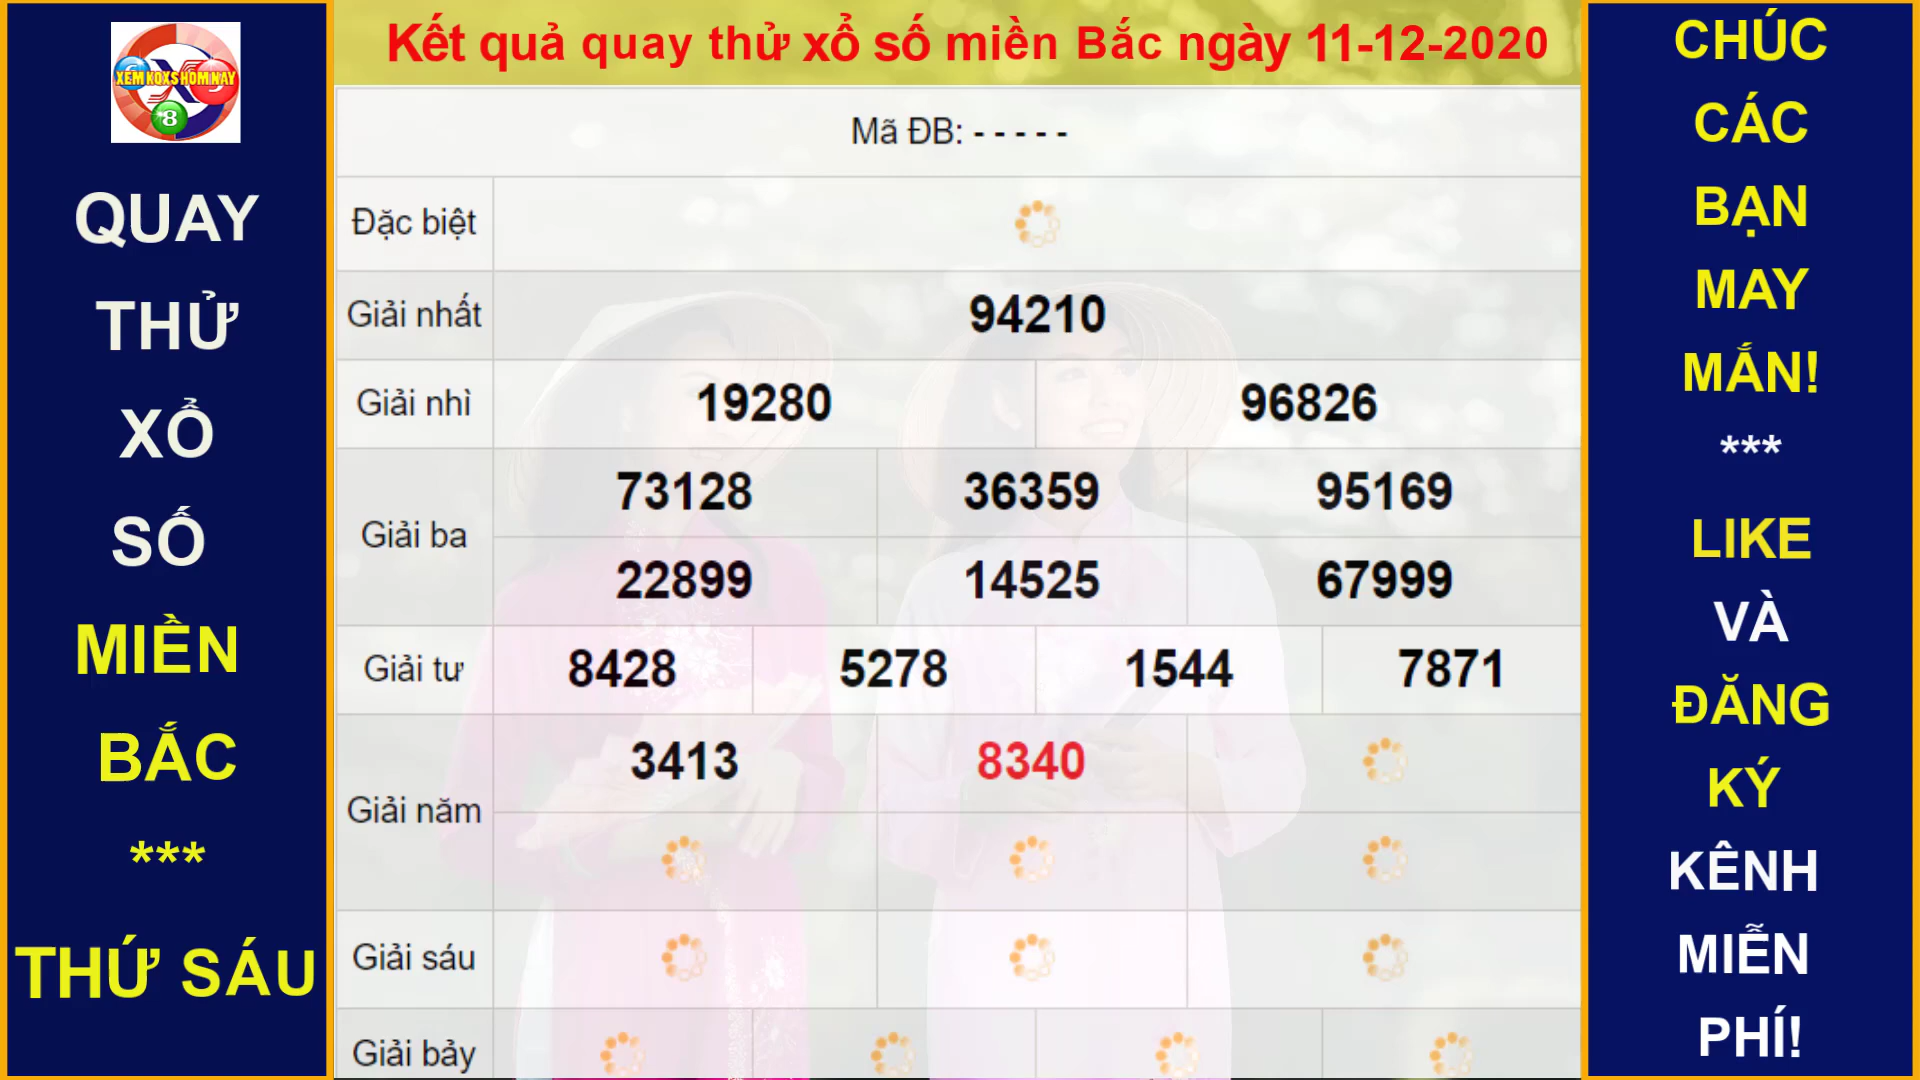 XEMKQXSHOMNAY
8
QUAY
THỬ
XỔ
SỐ
MIỀN
BẮC
***
THỨ SÁU
Kết quả quay thử xổ số miền Bắc ngày 11-12-2020
Mã ĐB: - - - - -
Đặc biệt
Giải nhất 94210
Giải nhì 19280 96826
Giải ba
73128 36359 95169
22899 14525 67999
Giải tư 8428 5278 1544 7871
Giải năm
3413 8340
Giải sáu
Giải bảy
CHÚC
CÁC
BẠN
MAY
MẮN!
***
LIKE
VÀ
ĐĂNG
KÝ
KÊNH
MIỄN
PHÍ!